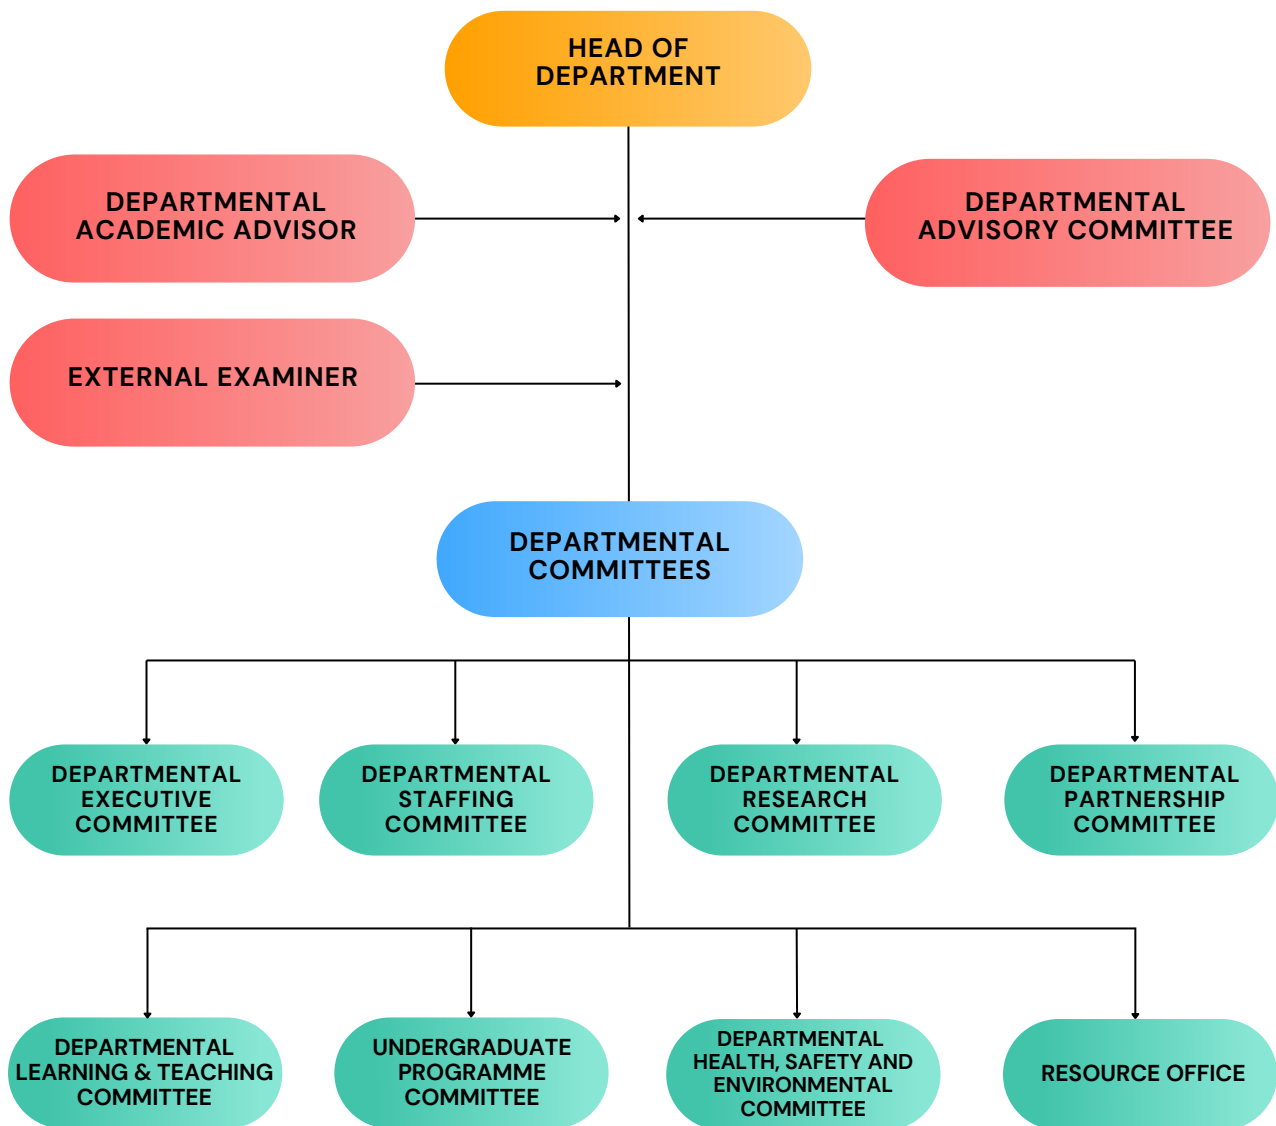 HEAD OF
DEPARTMENT
DEPARTMENTAL
ACADEMIC ADVISOR
DEPARTMENTAL
ADVISORY COMMITTEE
EXTERNAL EXAMINER
DEPARTMENTAL
COMMITTEES
DEPARTMENTAL
EXECUTIVE
COMMITTEE
DEPARTMENTAL
STAFFING
COMMITTEE
DEPARTMENTAL
RESEARCH
COMMITTEE
DEPARTMENTAL
PARTNERSHIP
COMMITTEE
DEPARTMENTAL
LEARNING & TEACHING
COMMITTEE
UNDERGRADUATE
PROGRAMME
COMMITTEE
DEPARTMENTAL
HEALTH, SAFETY AND
ENVIRONMENTAL
COMMITTEE
RESOURCE OFFICE